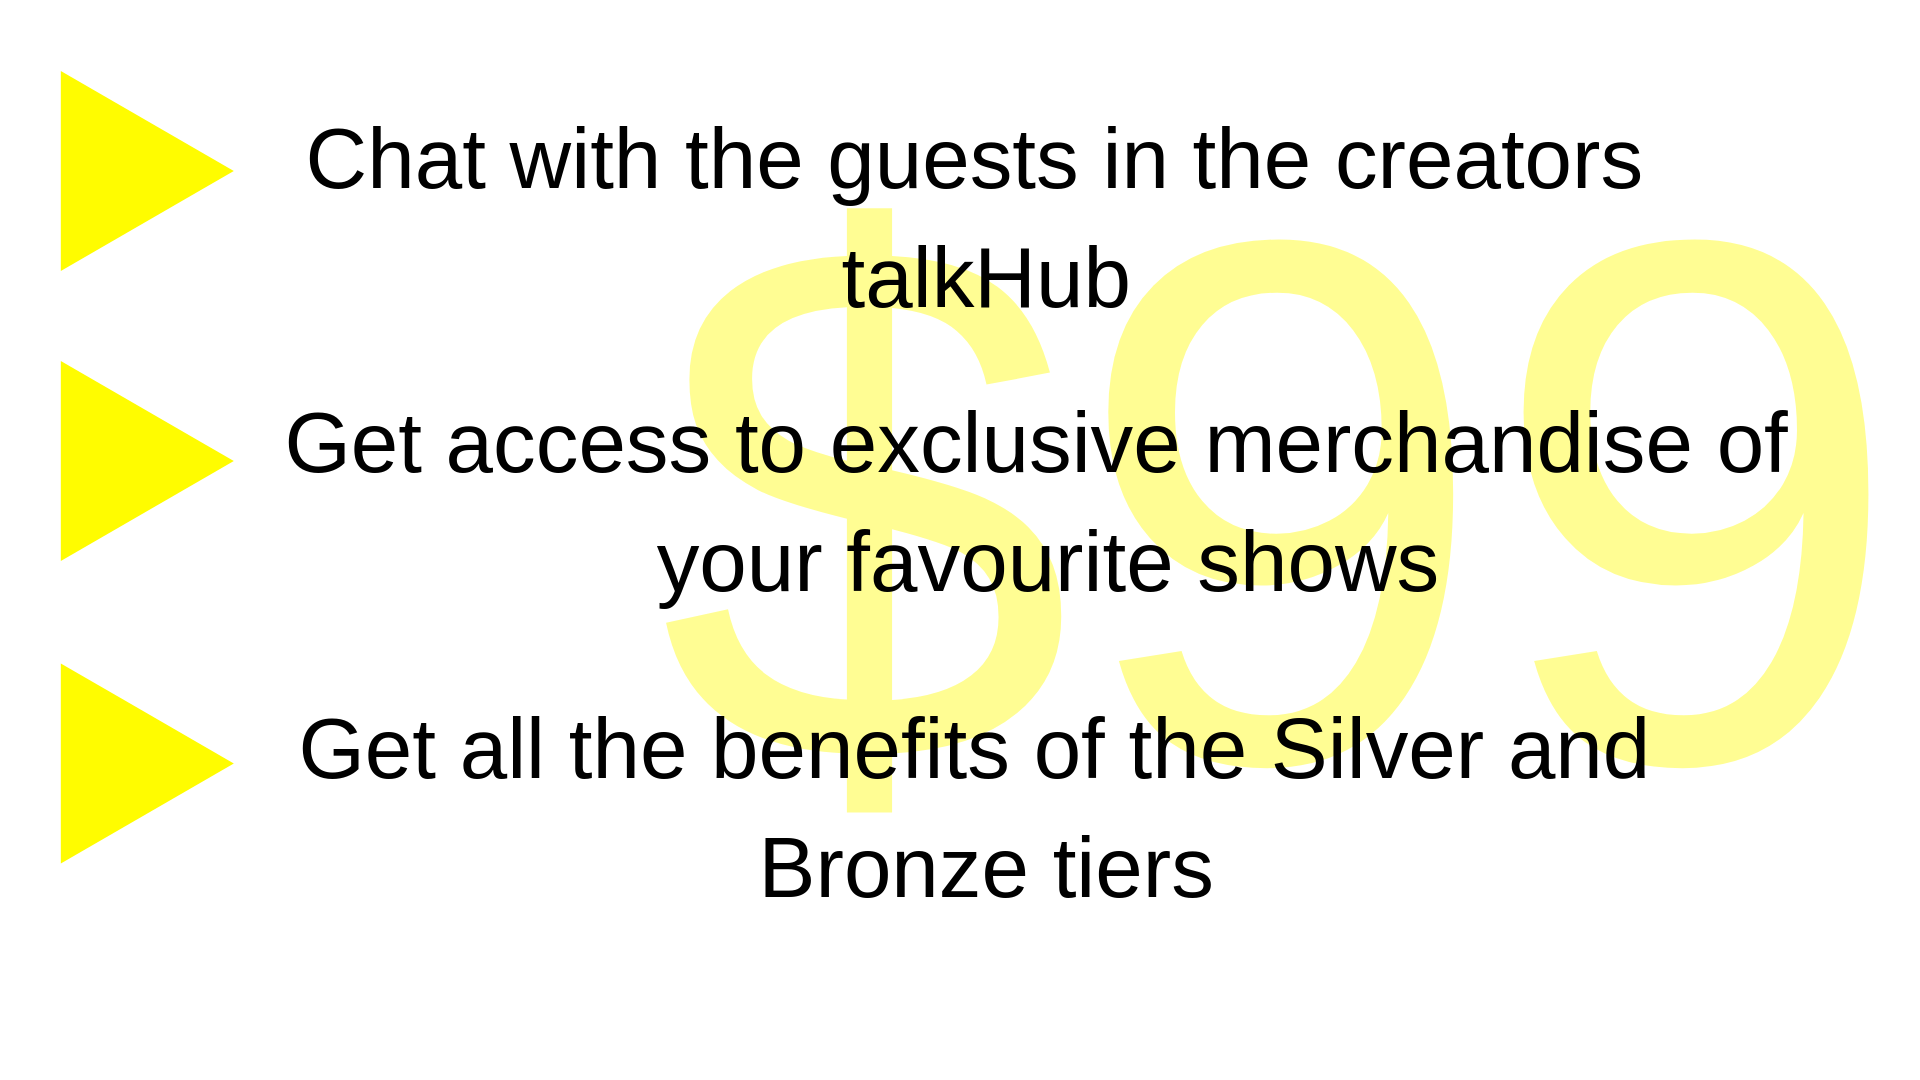 Chat with the guests in the creators
talkHub
$99
Get access to exclusive merchandise of
your favourite shows
Get all the benefits of the Silver and
Bronze tiers